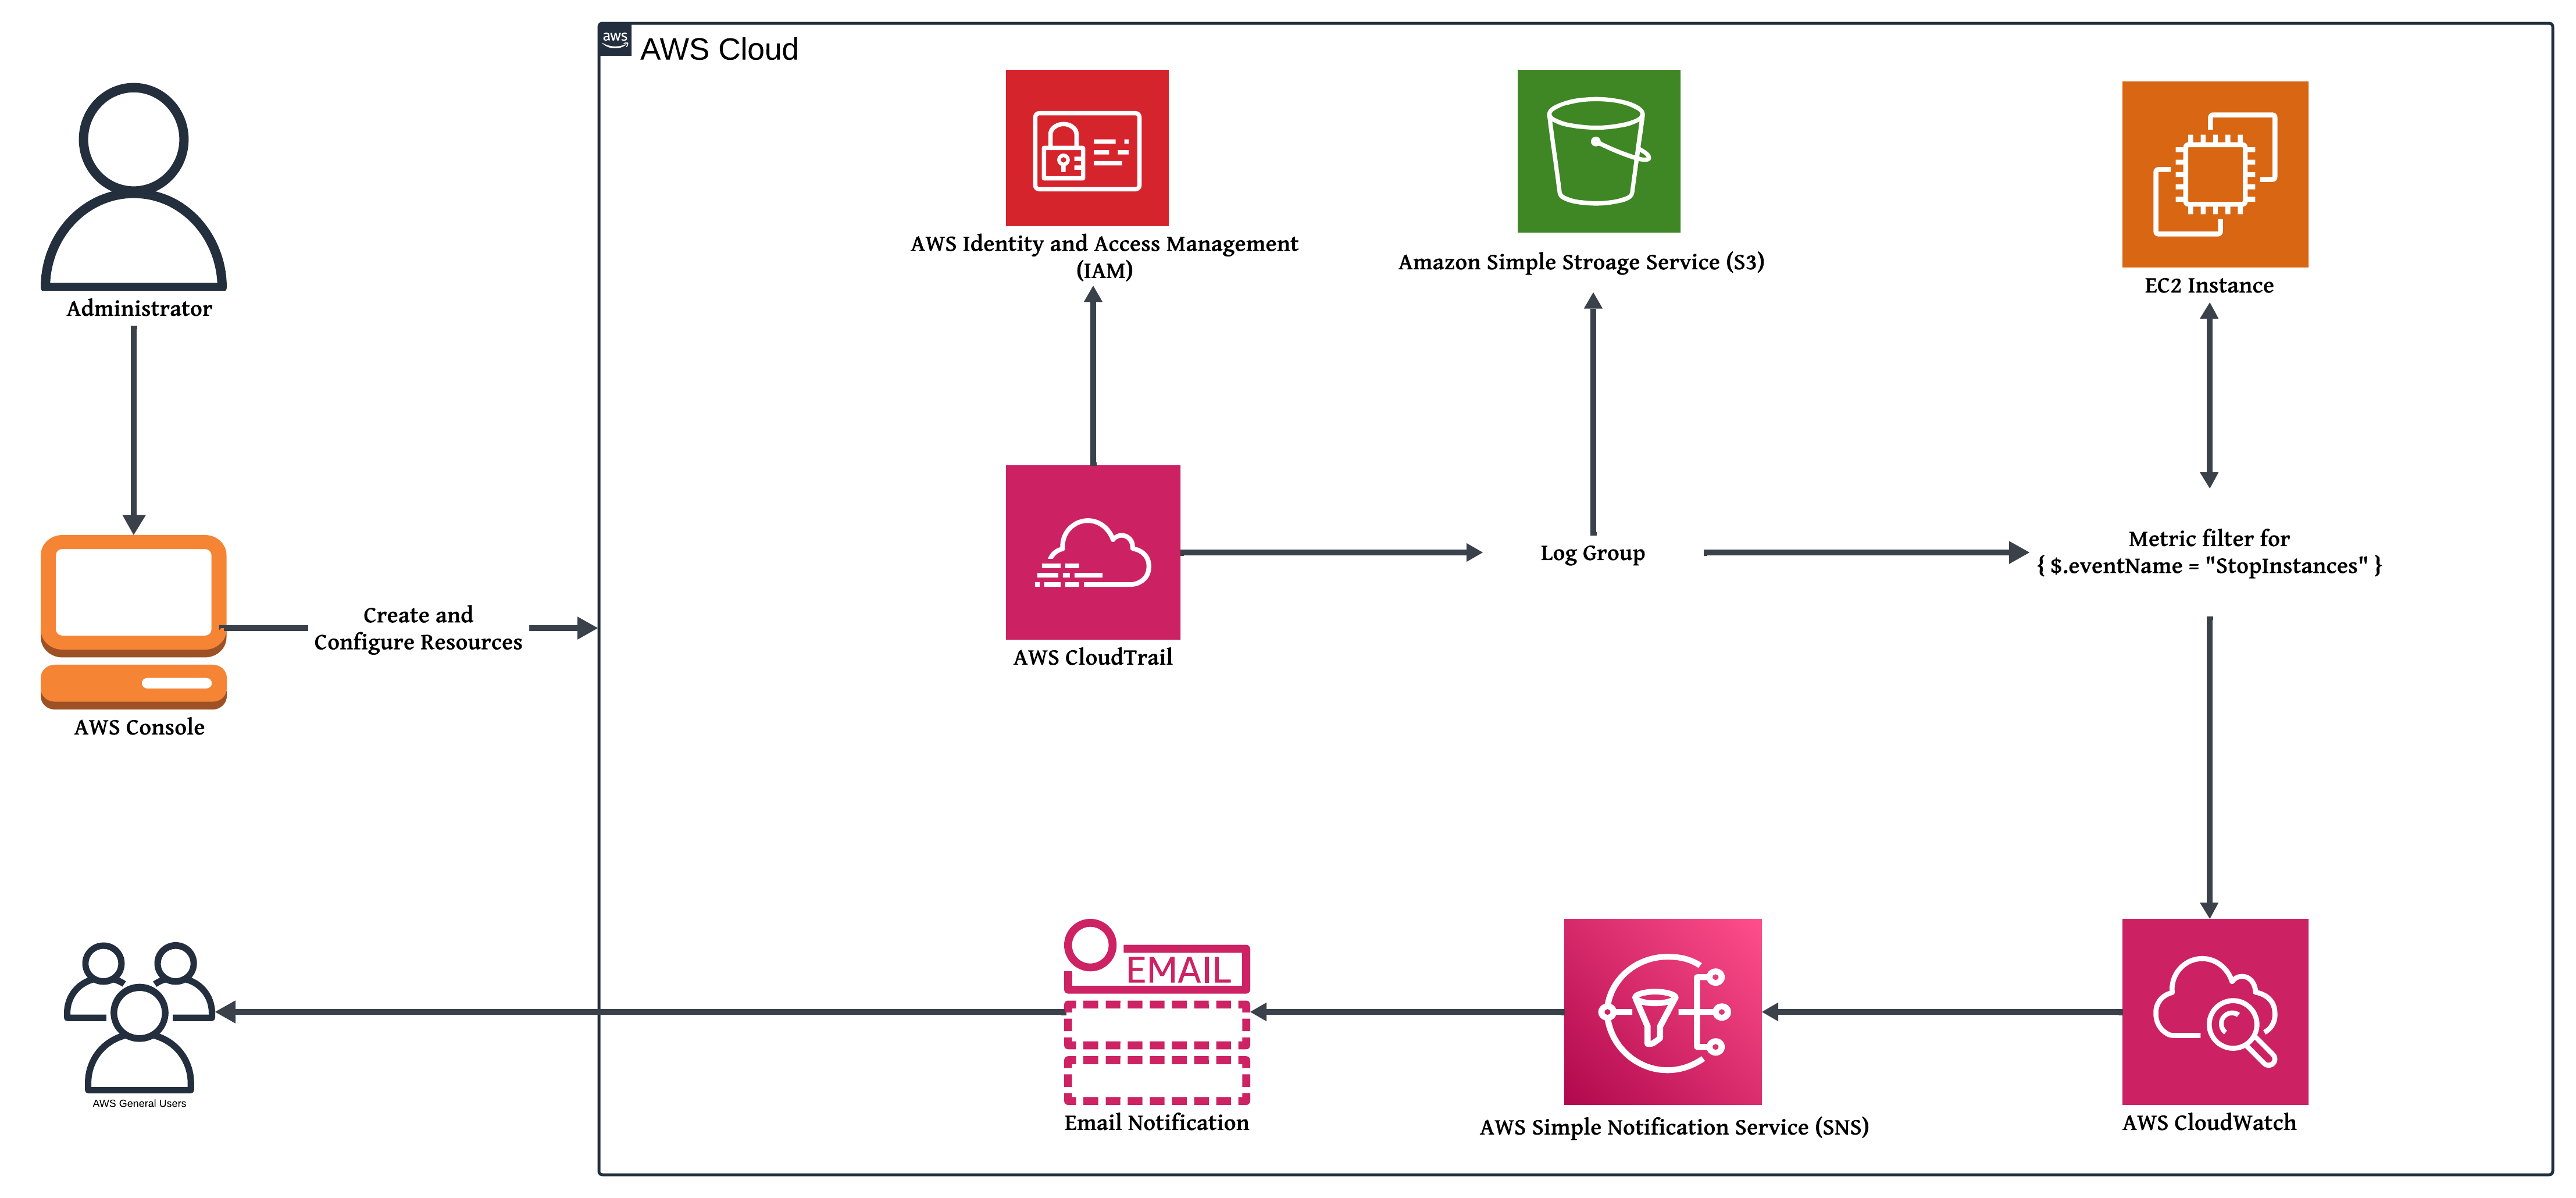 aws
AWS Cloud
AWS Identity and Access Management
(IAM)
Amazon Simple Stroage Service (S3)
EC2 Instance
Administrator
Metric filter for
{ $.eventName = "StopInstances" }
Log Group
Create and
Configure Resources
AWS CloudTrail
AWS Console
EMAIL
AWS General Users
Email Notification
AWS Simple Notification Service (SNS)
AWS CloudWatch